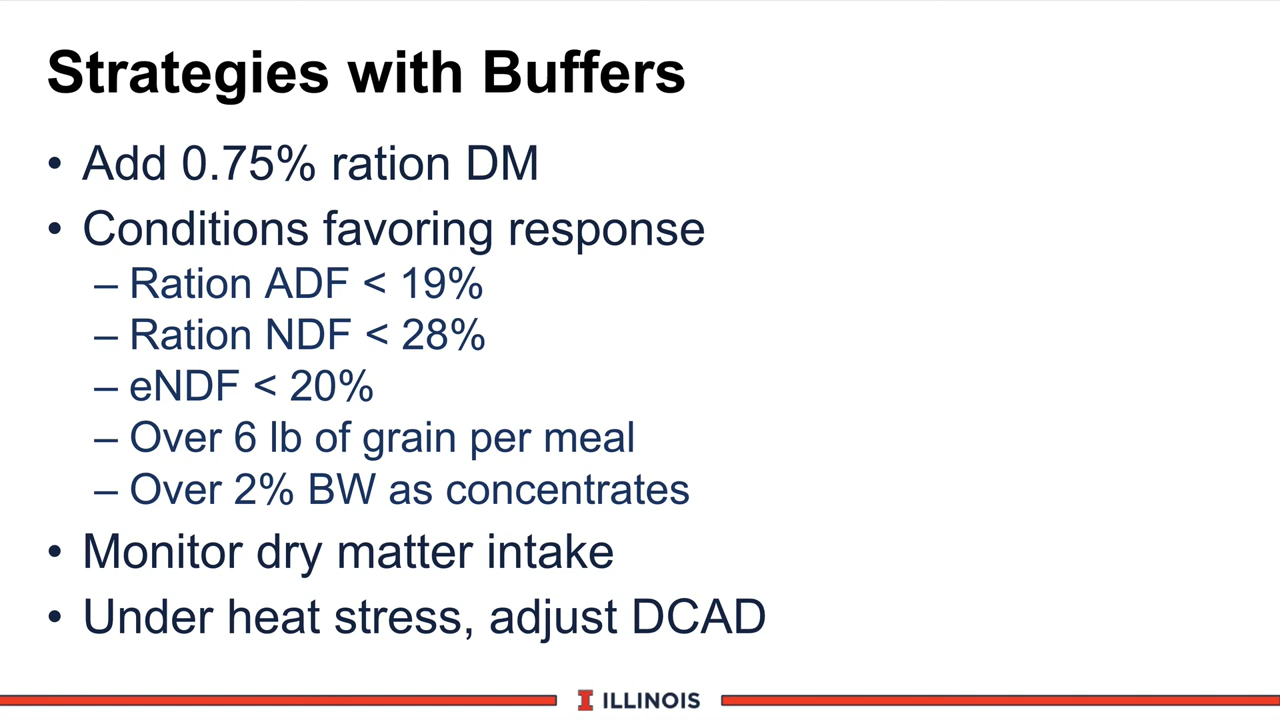 Strategies with Buffers
• Add 0.75% ration DM
• Conditions favoring response
– Ration ADF < 19%
– Ration NDF < 28%
– eNDF < 20%
– Over 6 lb of grain per meal
– Over 2% BW as concentrates
• Monitor dry matter intake
• Under heat stress, adjust DCAD
I ILLINOIS